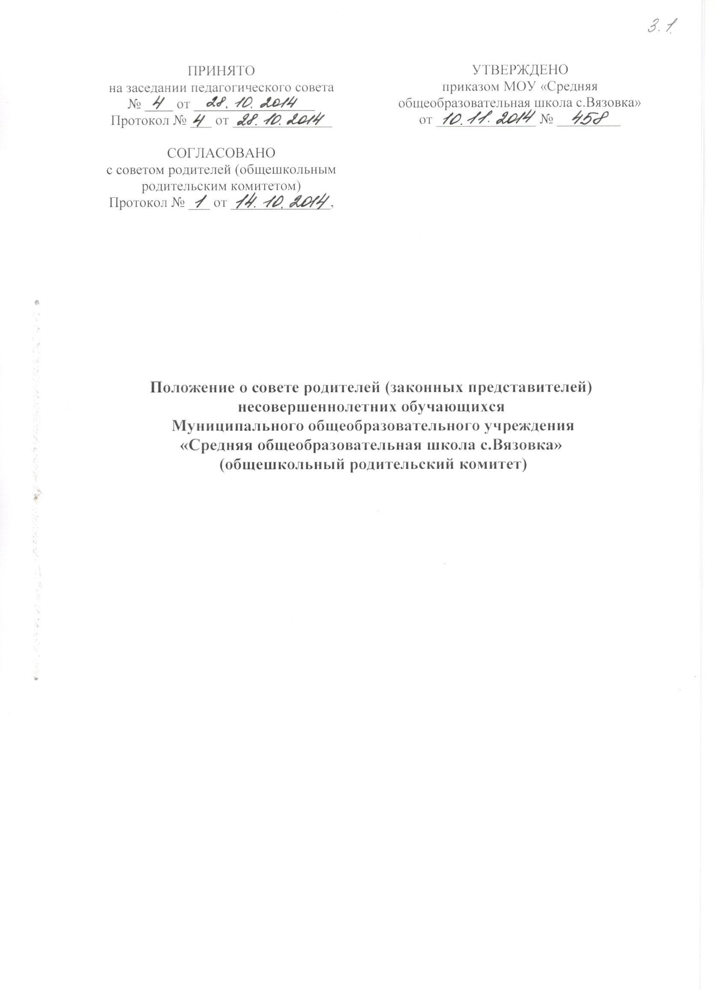 3.1.
ПРИНЯТО
на заседании педагогического совета
№ 4 от 28.10.2014
Протокол № 4 от 28.10.2014
СОГЛАСОВАНО
с советом родителей (общешкольным
родительским комитетом)
Протокол № 1 от 14.10.2014,
УТВЕРЖДЕНО
приказом МОУ «Средняя
общеобразовательная школа с.Вязовка»
от 10.11.2014 № 458
Положение о совете родителей (законных представителей)
несовершеннолетних обучающихся
Муниципального общеобразовательного учреждения
«Средняя общеобразовательная школа с.Вязовка»
(общешкольный родительский комитет)